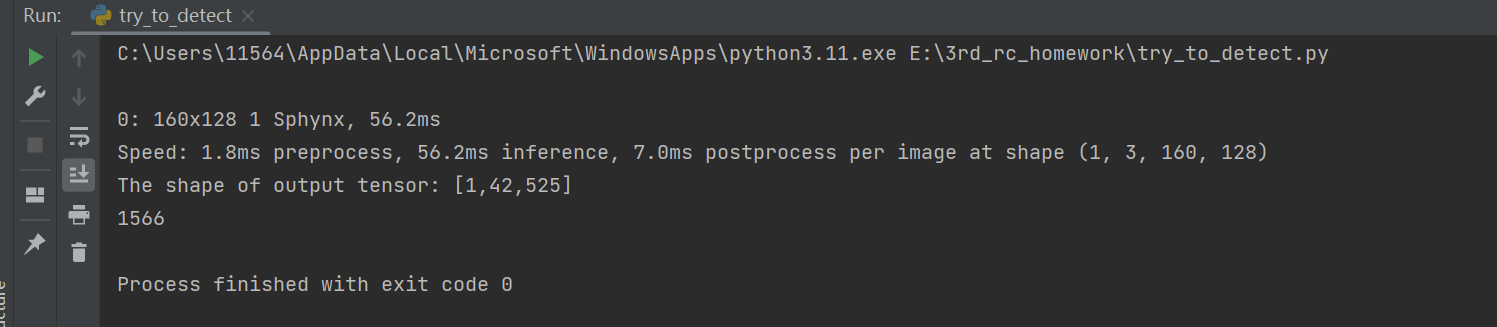 Run: try_to_detect
C:\Users\11564\AppData\Local\Microsoft\WindowsApps\python3.11.exe E:\3rd_rc_homework\try_to_detect.py
0: 160x128 1 Sphynx, 56.2ms
Speed: 1.8ms preprocess, 56.2ms inference, 7.0ms postprocess per image at shape (1, 3, 160, 128)
The shape of output tensor: [1,42,525]
1566
Process finished with exit code 0